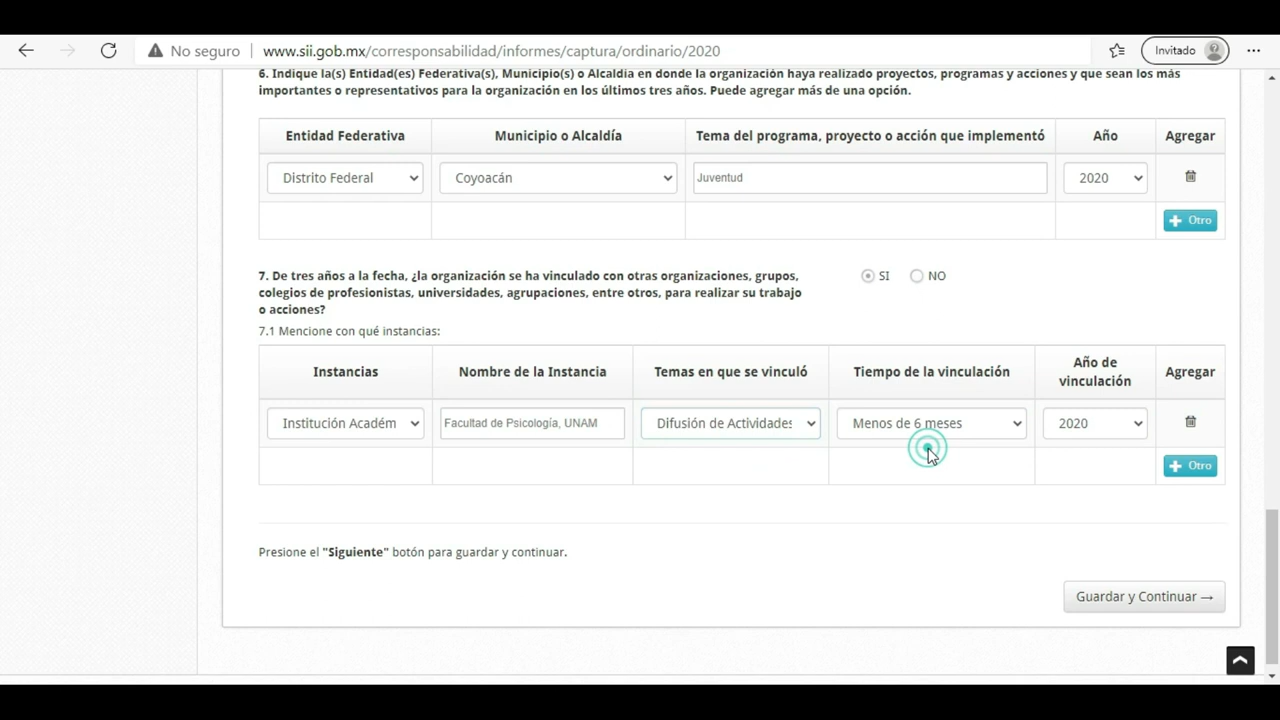 No seguro
www.sii.gob.mx/corresponsabilidad/informes/captura/ordinario/2020
Invitado
6. Indique la(s) Entidad(es) Federativa(s), Municipio(s) o Alcaldía en donde la organización haya realizado proyectos, programas y acciones y que sean los más
importantes o representativos para la organización en los últimos tres años. Puede agregar más de una opción.
Entidad Federativa Municipio o Alcaldía Tema del programa, proyecto o acción que implementó Año Agregar
Distrito Federal Coyoacán Juventud 2020
Otro
7. De tres años a la fecha, ¿la organización se ha vinculado con otras organizaciones, grupos, SI NO
colegios de profesionistas, universidades, agrupaciones, entre otros, para realizar su trabajo
o acciones?
7.1 Mencione con qué instancias:
Instancias Nombre de la Instancia Temas en que se vinculó Tiempo de la vinculación Año de vinculación Agregar
Institución Académ Facultad de Psicología, UNAM Difusión de Actividades Menos de 6 meses 2020
Otro
Presione el "Siguiente" botón para guardar y continuar.
Guardar y Continuar →